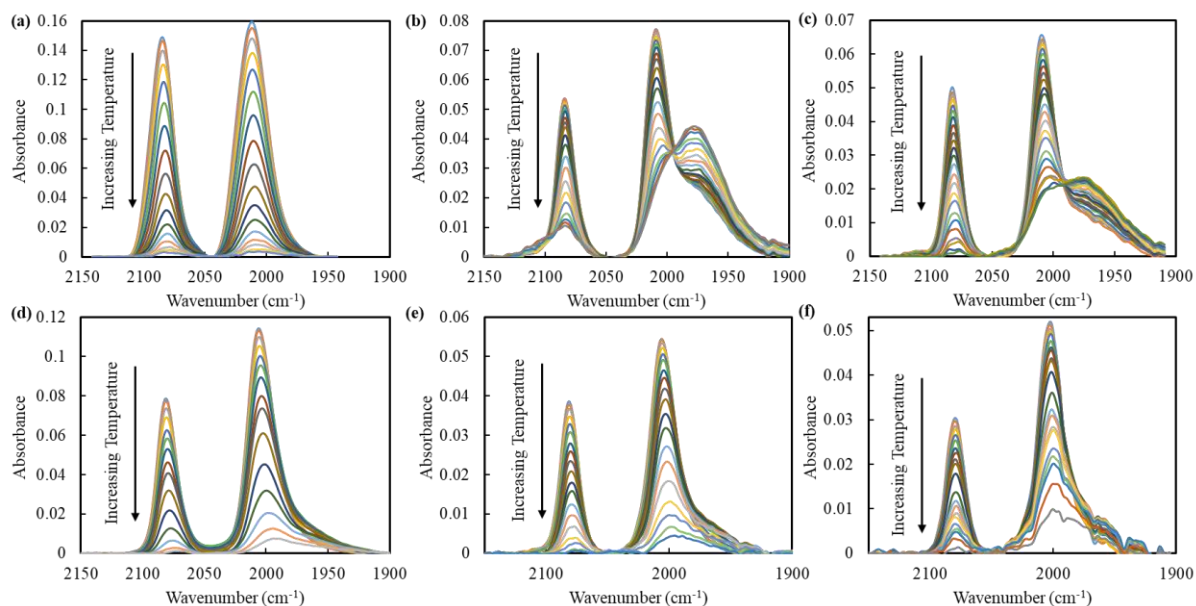 (a)
0.16
0.14
0.12
0.1
0.08
0.06
0.04
0.02
0
Absorbance
Increasing Temperature
2150 2100 2050 2000 1950 1900
Wavenumber (cm-1)
(b)
0.08
0.07
0.06
0.05
0.04
0.03
0.02
0.01
0
Absorbance
Increasing Temperature
2150 2100 2050 2000 1950 1900
Wavenumber (cm-1)
(c)
0.07
0.06
0.05
0.04
0.03
0.02
0.01
0
Absorbance
Increasing Temperature
2150 2100 2050 2000 1950 1900
Wavenumber (cm-1)
(d)
0.12
0.1
0.08
0.06
0.04
0.02
0
Absorbance
Increasing Temperature
2150 2100 2050 2000 1950 1900
Wavenumber (cm-1)
(e)
0.06
0.05
0.04
0.03
0.02
0.01
0
Absorbance
Increasing Temperature
2100 2000 1900
Wavenumber (cm-1)
(f)
0.05
0.04
0.03
0.02
0.01
0
Absorbance
Increasing Temperature
2100 2000 1900
Wavenumber (cm-1)